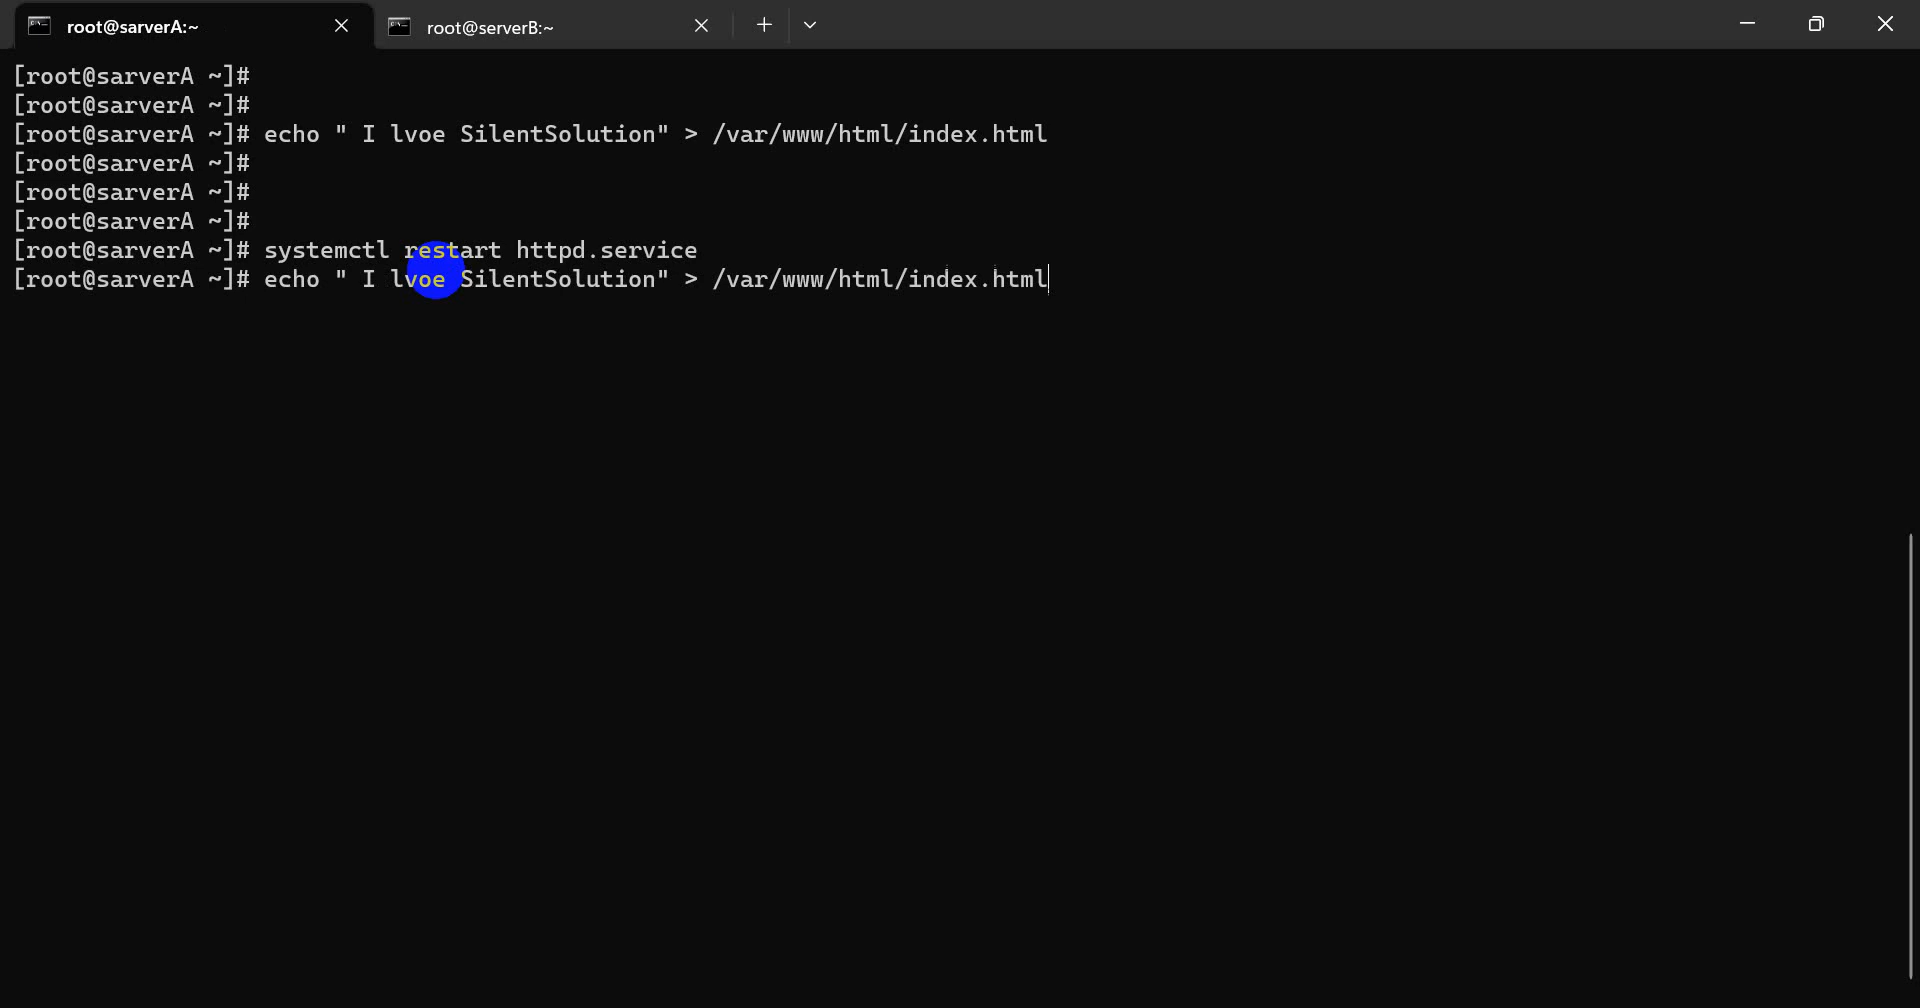 root@sarverA:~
root@serverB:~
[root@sarverA ~]#
[root@sarverA ~]#
[root@sarverA ~]# echo " I lvoe SilentSolution" > /var/www/html/index.html
[root@sarverA ~]#
[root@sarverA ~]#
[root@sarverA ~]#
[root@sarverA ~]# systemctl restart httpd.service
[root@sarverA ~]# echo " I lvoe SilentSolution" > /var/www/html/index.html